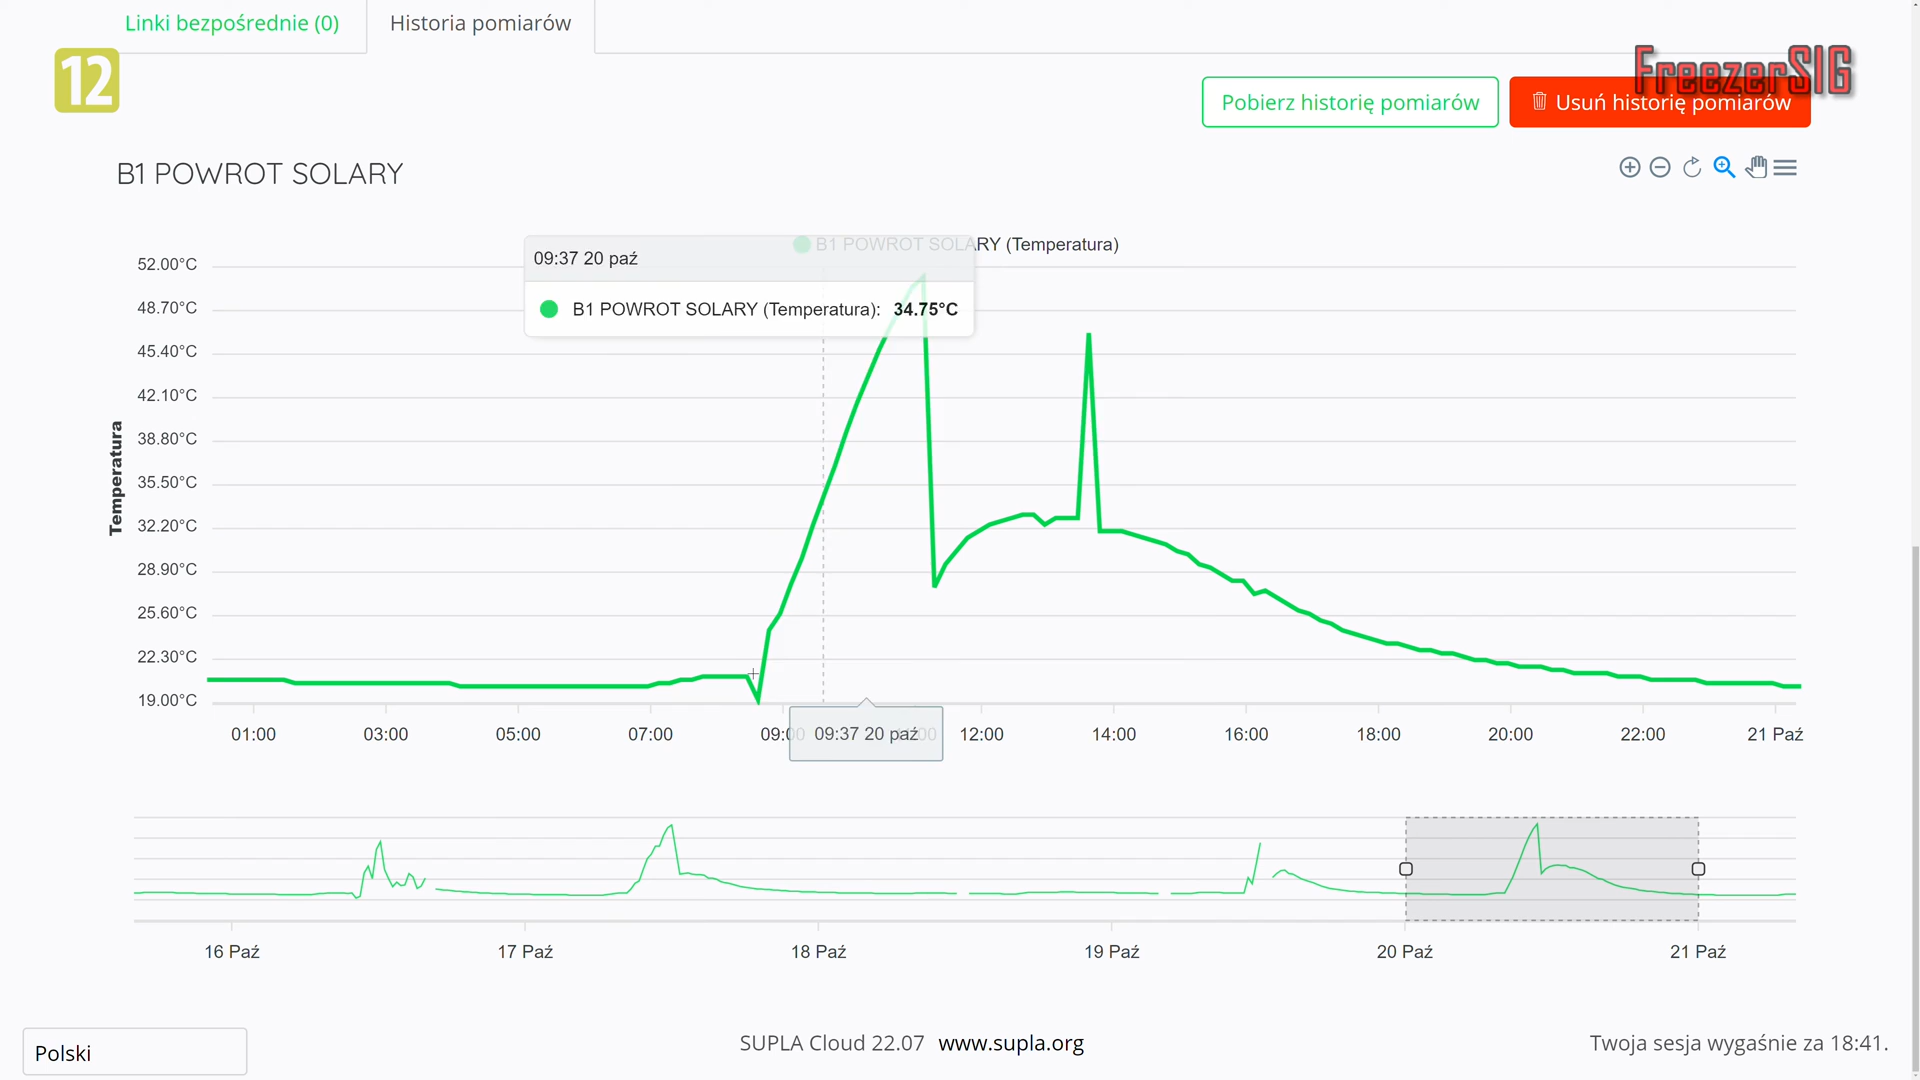 Linki bezpośrednie (0)
Historia pomiarów
12
FreezerSIG
Pobierz historię pomiarów
Usuń historię pomiarów
B1 POWROT SOLARY
B1 POWROT SOLARY (Temperatura)
09:37 20 paź
B1 POWROT SOLARY (Temperatura): 34.75°C
52.00°C
48.70°C
45.40°C
42.10°C
38.80°C
35.50°C
32.20°C
28.90°C
25.60°C
22.30°C
19.00°C
Temperatura
01:00 03:00 05:00 07:00 09:00 09:37 20 paź 12:00 14:00 16:00 18:00 20:00 22:00 21 Paź
16 Paź 17 Paź 18 Paź 19 Paź 20 Paź 21 Paź
Polski
SUPLA Cloud 22.07 www.supla.org
Twoja sesja wygaśnie za 18:41.